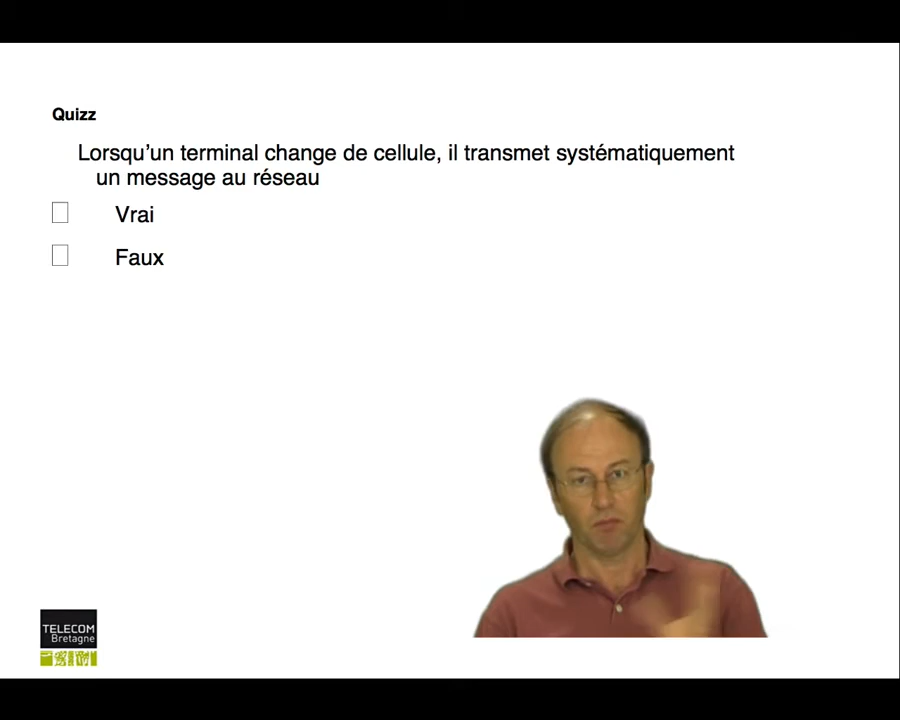 Quizz
Lorsqu'un terminal change de cellule, il transmet systématiquement
un message au réseau
Vrai
Faux
TELECOM
Bretagne